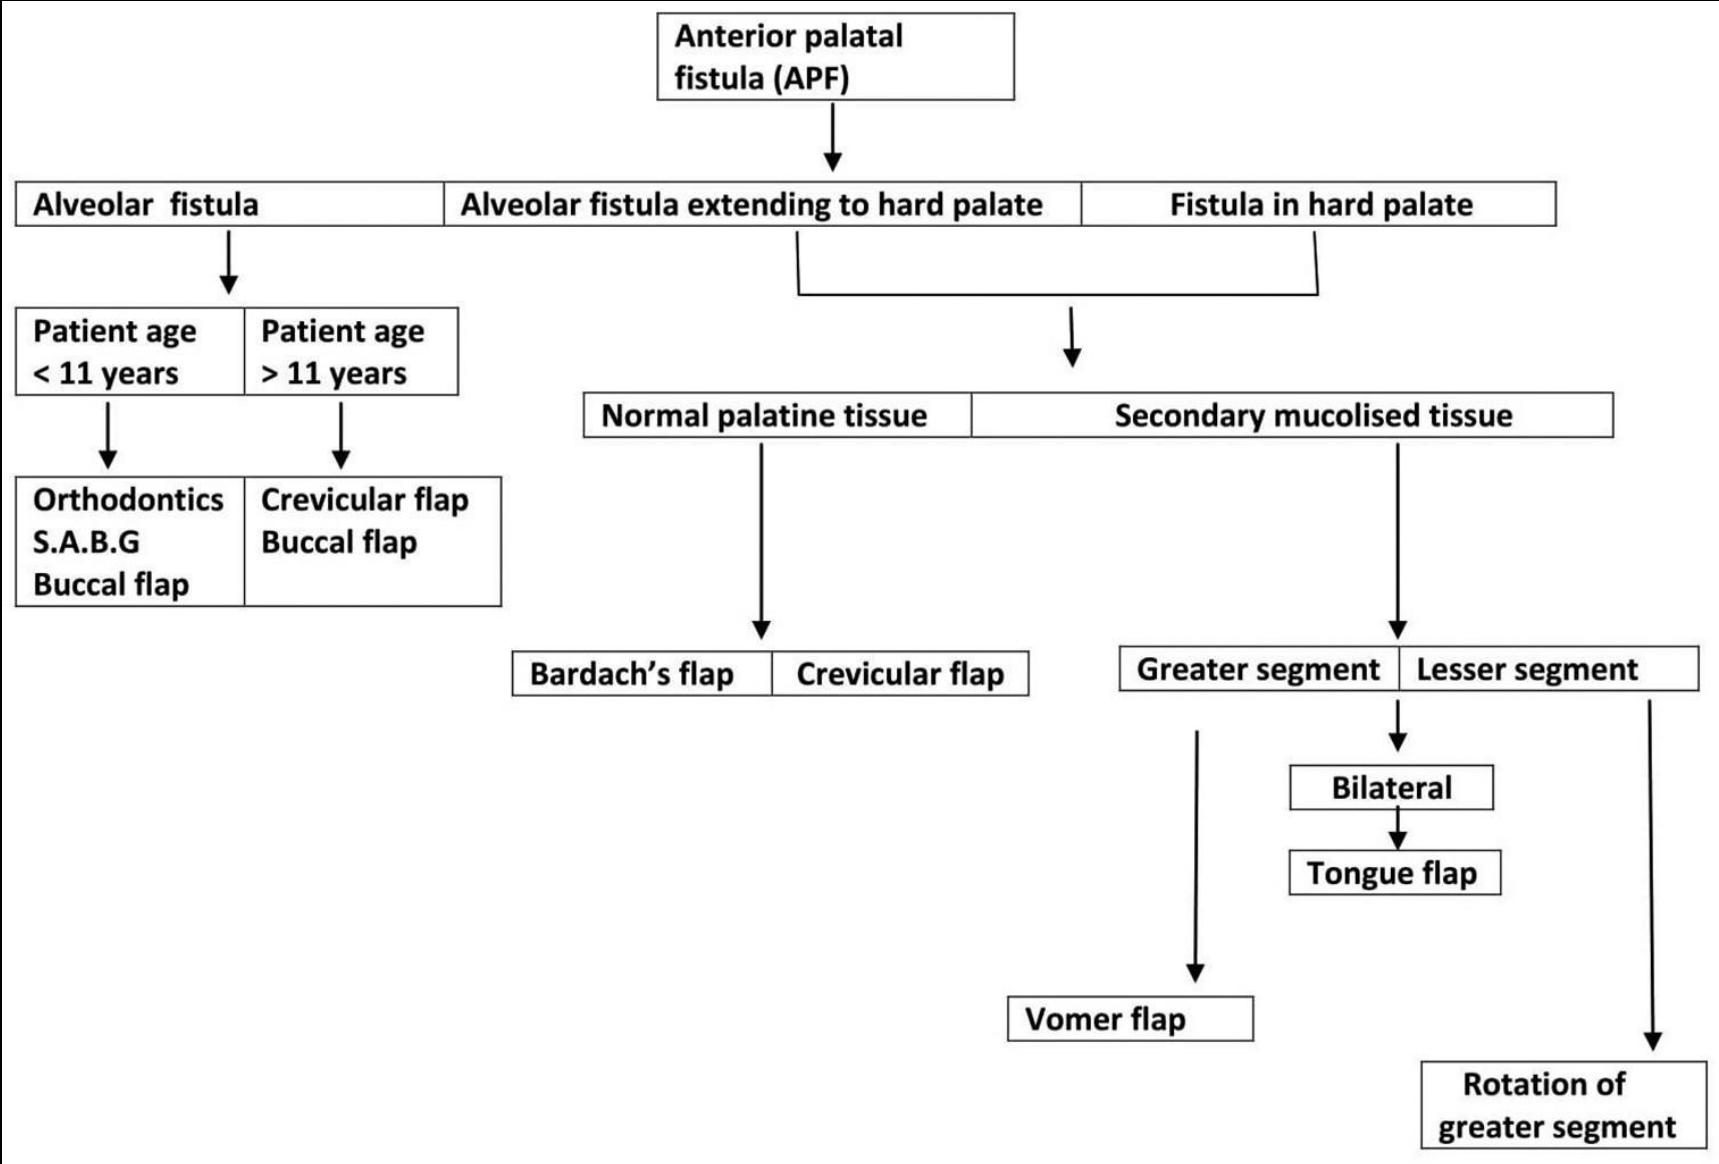 Anterior palatal
fistula (APF)
Alveolar fistula
Alveolar fistula extending to hard palate
Fistula in hard palate
Patient age
< 11 years
Patient age
> 11 years
Normal palatine tissue
Secondary mucolised tissue
Orthodontics
S.A.B.G
Buccal flap
Crevicular flap
Buccal flap
Bardach’s flap
Crevicular flap
Greater segment
Lesser segment
Bilateral
Tongue flap
Vomer flap
Rotation of
greater segment